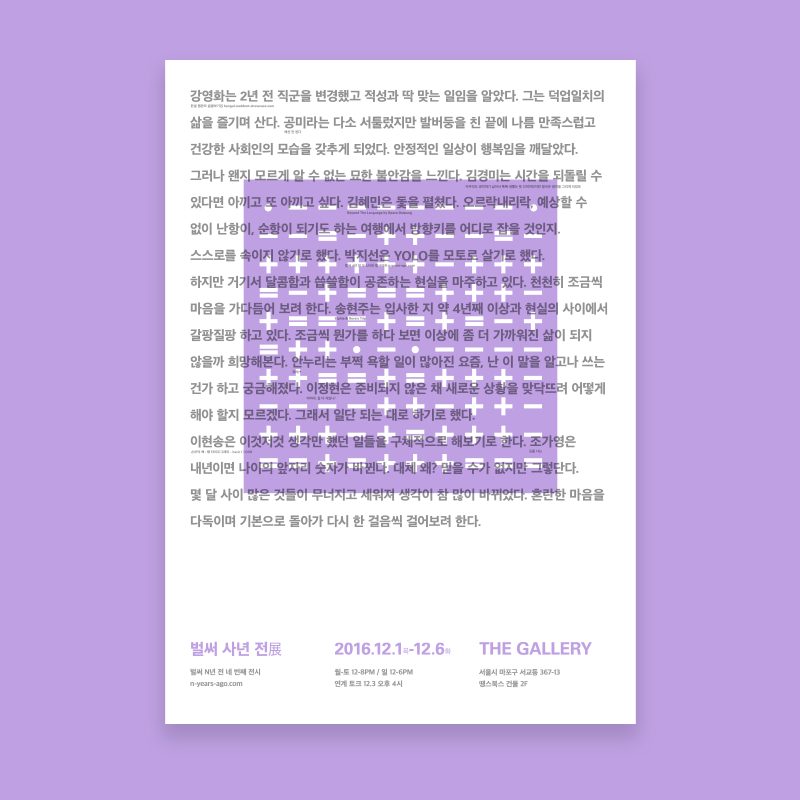 강영화는 2년 전 직군을 변경했고 적성과 딱 맞는 일임을 알았다. 그는 덕업일치의
삶을 즐기며 산다. 공미라는 다소 서툴렀지만 발버둥을 친 끝에 나름 만족스럽고
건강한 사회인의 모습을 갖추게 되었다. 안정적인 일상이 행복임을 깨달았다.
그러나 왠지 모르게 알 수 없는 묘한 불안감을 느낀다. 김경미는 시간을 되돌릴 수
있다면 아끼고 또 아끼고 싶다. 김혜민은 돛을 펼쳤다. 오르락내리락, 예상할 수
없이 난항이, 순항이 되기도 하는 여행에서 방향키를 어디로 잡을 것인지.
스스로를 속이지 않기로 했다. 박지선은 YOLO를 모토로 살기로 했다.
하지만 거기서 달콤함과 씁쓸함이 공존하는 현실을 마주하고 있다. 천천히 조금씩
마음을 가다듬어 보려 한다. 송현주는 입사한 지 약 4년째 이상과 현실의 사이에서
갈팡질팡 하고 있다. 조금씩 뭔가를 하다 보면 이상에 좀 더 가까워진 삶이 되지
않을까 희망해본다. 안누리는 부쩍 욕할 일이 많아진 요즘, 난 이 말을 알고나 쓰는
건가 하고 궁금해졌다. 이정현은 준비되지 않은 채 새로운 상황을 맞닥뜨려 어떻게
해야 할지 모르겠다. 그래서 일단 되는 대로 하기로 했다.
이현송은 이것저것 생각만 했던 일들을 구체적으로 해보기로 한다. 조가영은
내년이면 나이의 앞자리 숫자가 바뀐다. 대체 왜? 믿을 수가 없지만 그렇단다.
몇 달 사이 많은 것들이 무너지고 세워져 생각이 참 많이 바뀌었다. 혼란한 마음을
다독이며 기본으로 돌아가 다시 한 걸음씩 걸어보려 한다.
벌써 사년 전展
벌써 N년 전 네 번째 전시
n-years-ago.com
2016.12.1목-12.6화
월-토 12-8PM / 일 12-6PM
연계 토크 12.3 오후 4시
THE GALLERY
서울시 마포구 서교동 367-13
땡스북스 건물 2F